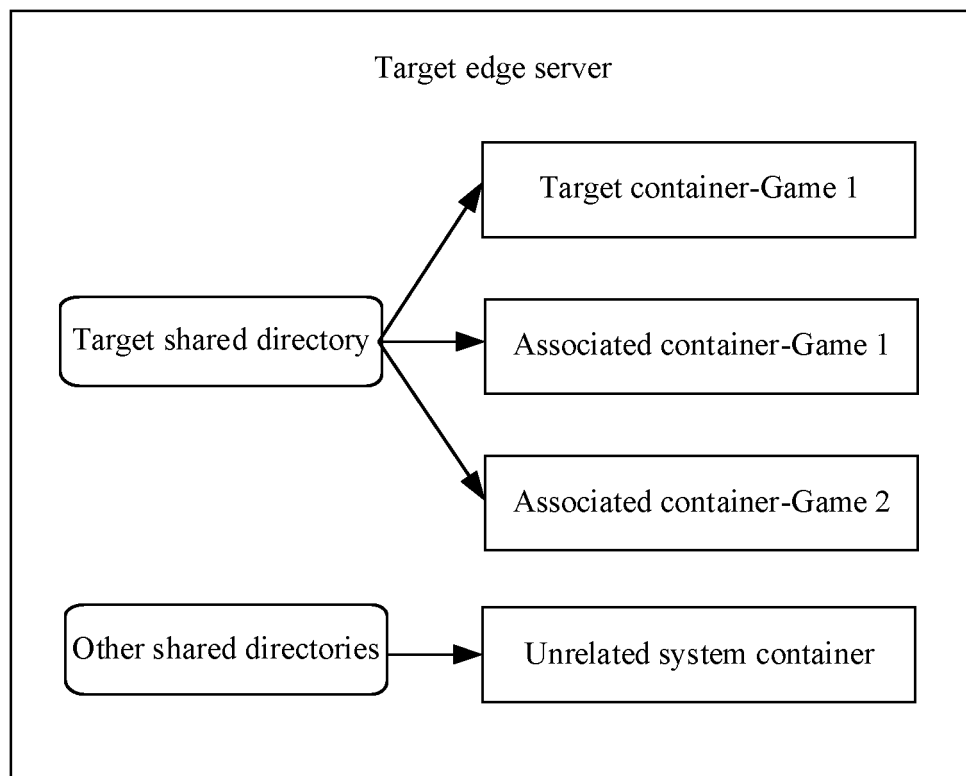 Target edge server
Target container-Game 1
Target shared directory
Associated container-Game 1
Associated container-Game 2
Other shared directories
Unrelated system container